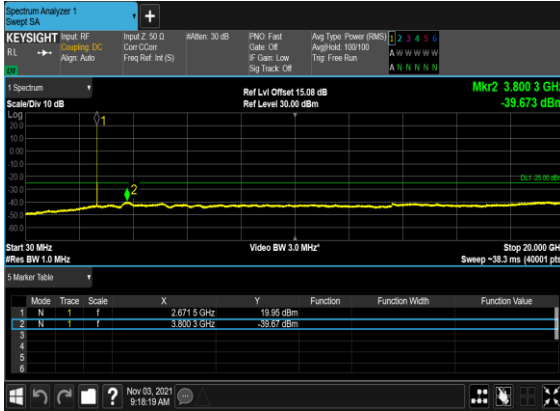 Spectrum Analyzer 1
Swept SA
+
KEYSIGHT Input: RF Input Z: 50 Ω #Atten: 30 dB PNO: Fast Avg Type: Power (RMS) 1 2 3 4 5 6
RL Coupling: DC Corr CCorr Gate: Off Avg|Hold: 100/100 A W W W W W
Align: Auto Freq Ref: Int (S) IF Gain: Low Trig: Free Run
Sig Track: Off A N N N N N
1 Spectrum Ref Lvl Offset 15.08 dB Mkr2 3.800 3 GHz
Scale/Div 10 dB Ref Level 30.00 dBm -39.673 dBm
Log
20.0
10.0
0.00
-10.0
-20.0
-30.0
-40.0
-50.0
-60.0
1
2
DL1 -25.00 dBm
Start 30 MHz Video BW 3.0 MHz* Stop 20.000 GH
#Res BW 1.0 MHz Sweep ~38.3 ms (40001 pts
5 Marker Table
Mode Trace Scale X Y Function Function Width Function Value
1 N 1 f 2.671 5 GHz 19.95 dBm
2 N 1 f 3.800 3 GHz -39.67 dBm
3
4
5
6
? Nov 03, 2021
9:18:19 AM